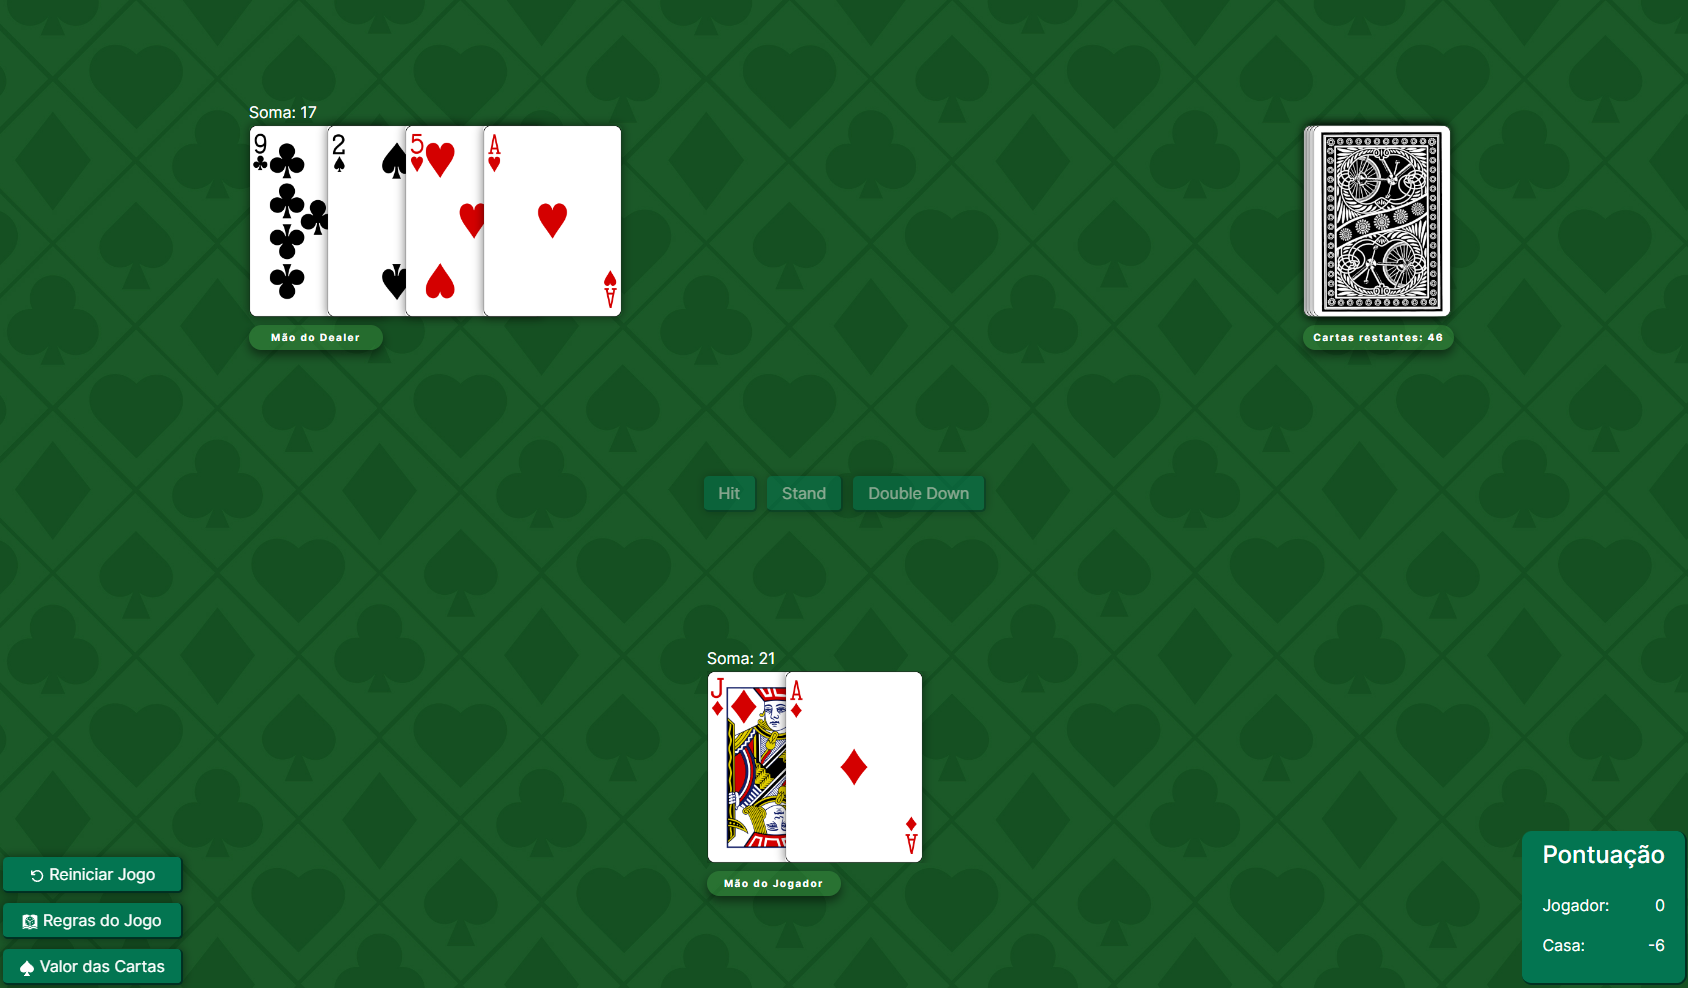 Soma: 17
9
2
5
A
A
Mão do Dealer
Cartas restantes: 46
Hit
Stand
Double Down
Soma: 21
J
A
A
Mão do Jogador
Reiniciar Jogo
Regras do Jogo
Valor das Cartas
Pontuação
Jogador: 0
Casa: -6